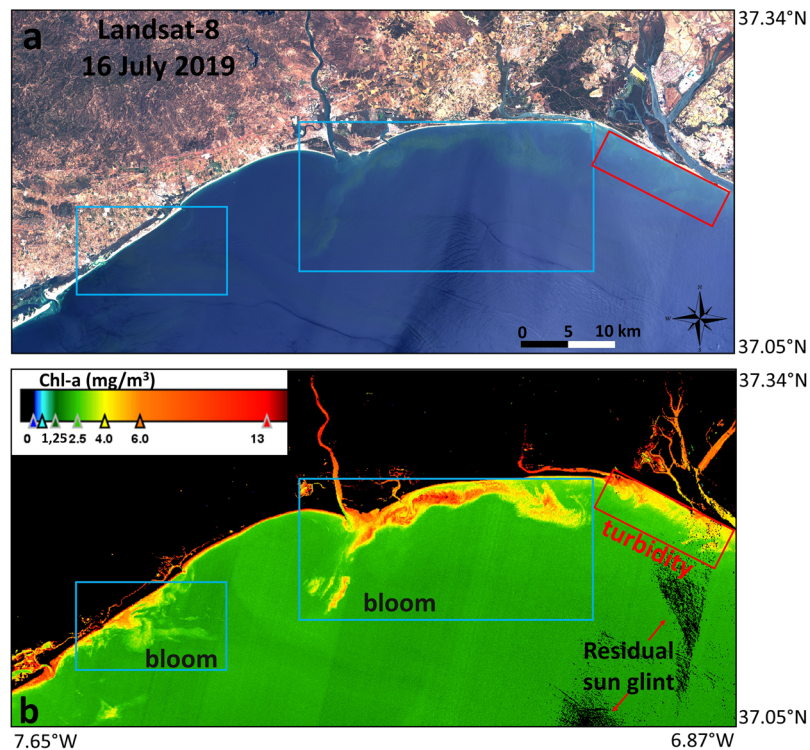 a
Landsat-8
16 July 2019
37.34°N
N
W
0 5 10 km
37.05°N
37.34°N
Chl-a (mg/m³)
0 1,25 2.5 4.0 6.0 13
turbidity
bloom
bloom
Residual
sun glint
b
37.05°N
7.65°W 6.87°W